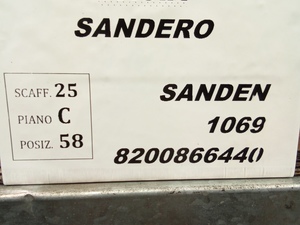 SANDERO
SCAFF. 25
PIANO C
POSIZ. 58
SANDEN
1069
8200866440